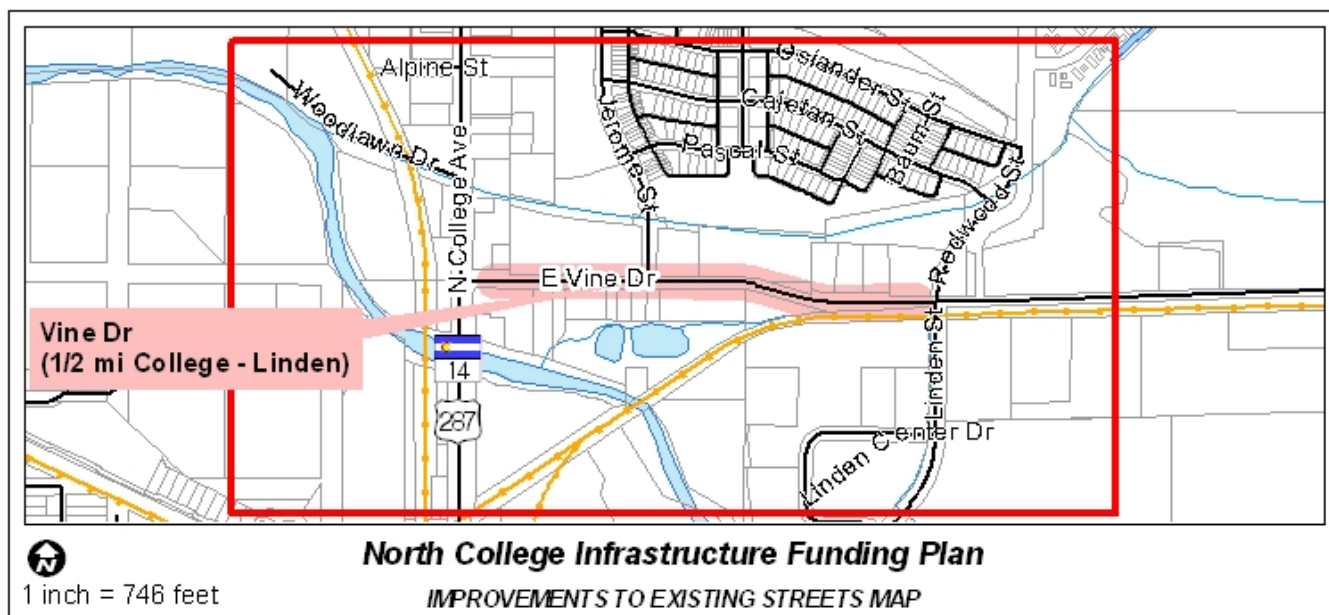 Alpine St
Woodlawn Dr
N College Ave
Jerome St
Osiander St
Cajetan St
Pascal St
Baum St
Redwood St
E Vine Dr
Vine Dr
(1/2 mi College - Linden)
14
287
Linden St
Linden Center Dr
N
North College Infrastructure Funding Plan
1 inch = 746 feet
IMPROVEMENTS TO EXISTING STREETS MAP